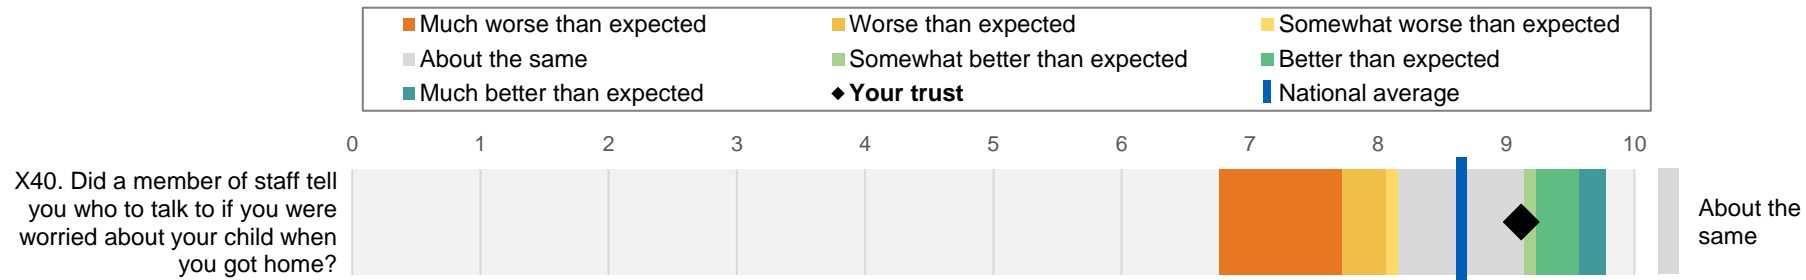 Much worse than expected Worse than expected Somewhat worse than expected
About the same Somewhat better than expected Better than expected
Much better than expected Your trust National average
0 1 2 3 4 5 6 7 8 9 10
X40. Did a member of staff tell
you who to talk to if you were
worried about your child when
you got home?
About the
same